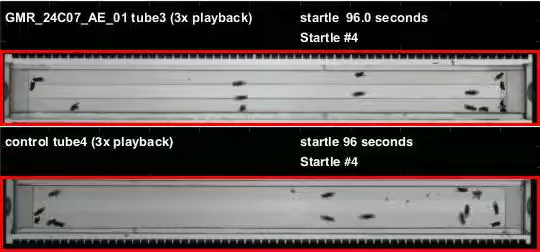 GMR_24C07_AE_01 tube3 (3x playback) startle 96.0 seconds
Startle #4
control tube4 (3x playback) startle 96 seconds
Startle #4